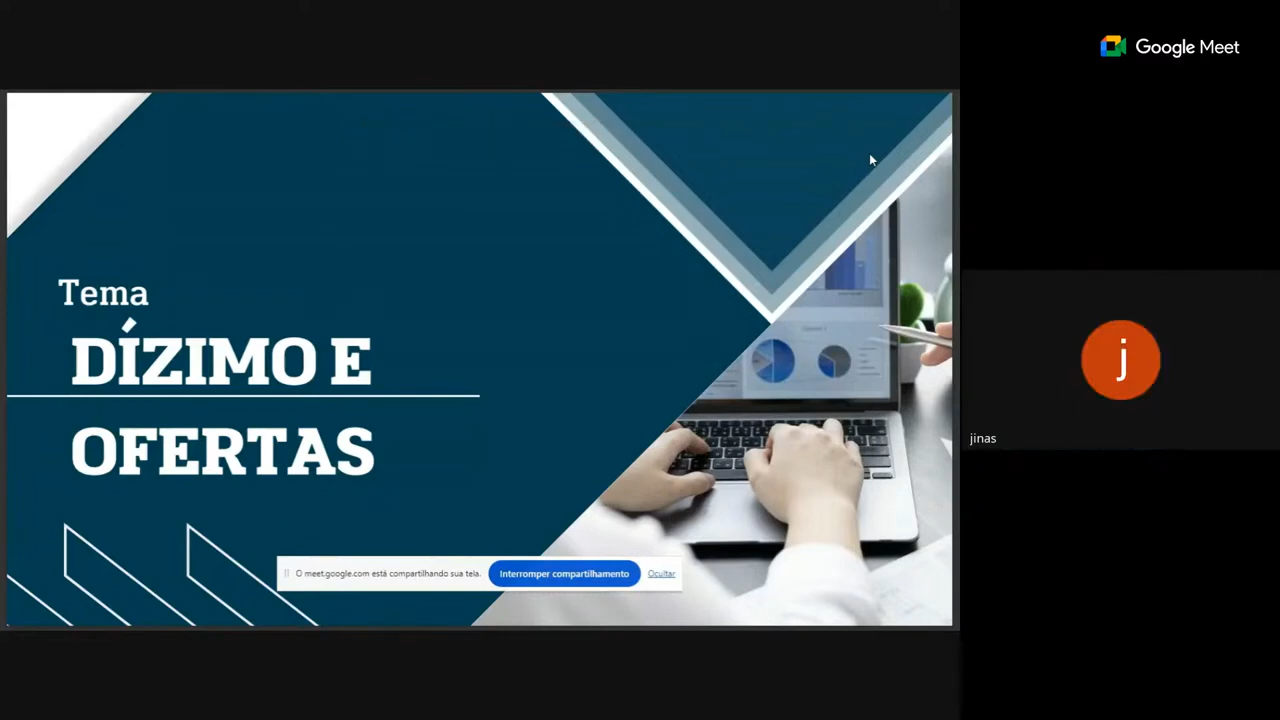 Google Meet
Tema
DÍZIMO E
OFERTAS
O meet.google.com está compartilhando sua tela.
Interromper compartilhamento
Ocultar
j
jinas